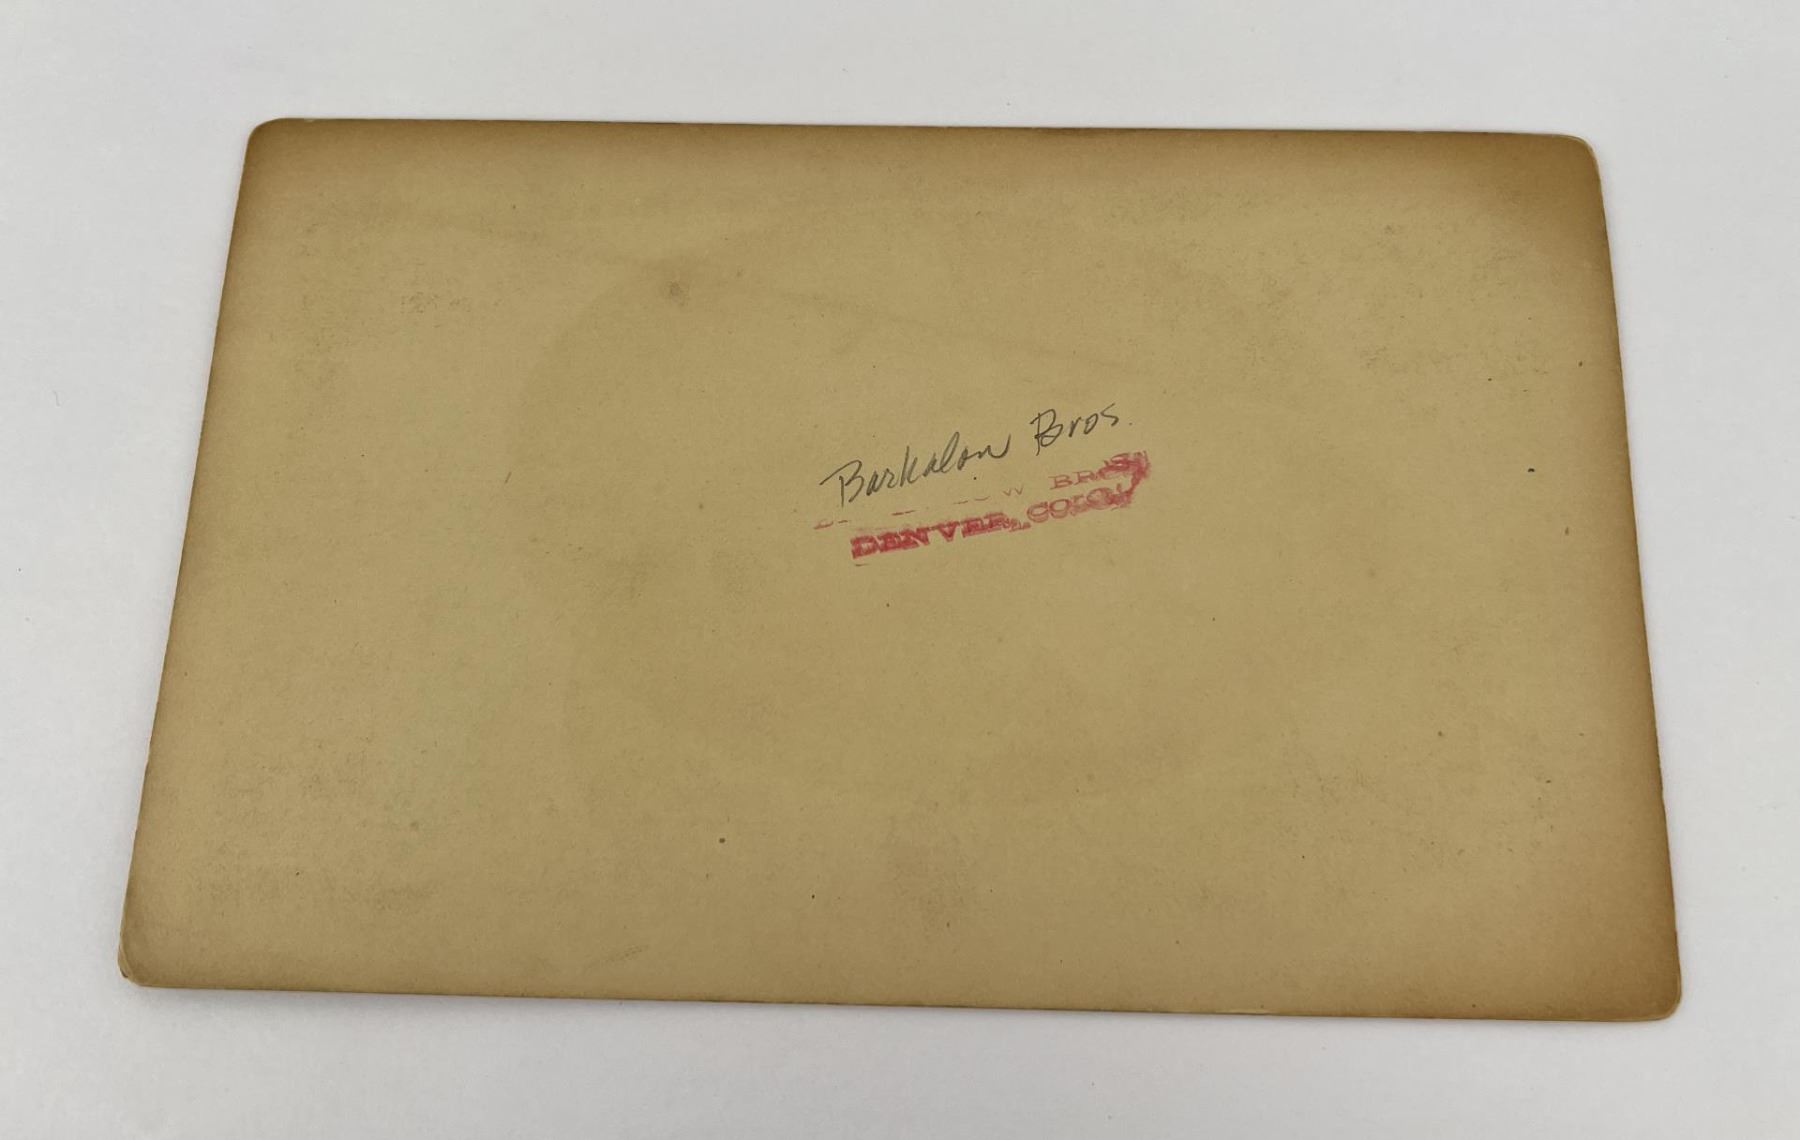 Barkalow Bros.
BROS
DENVER, COLO.